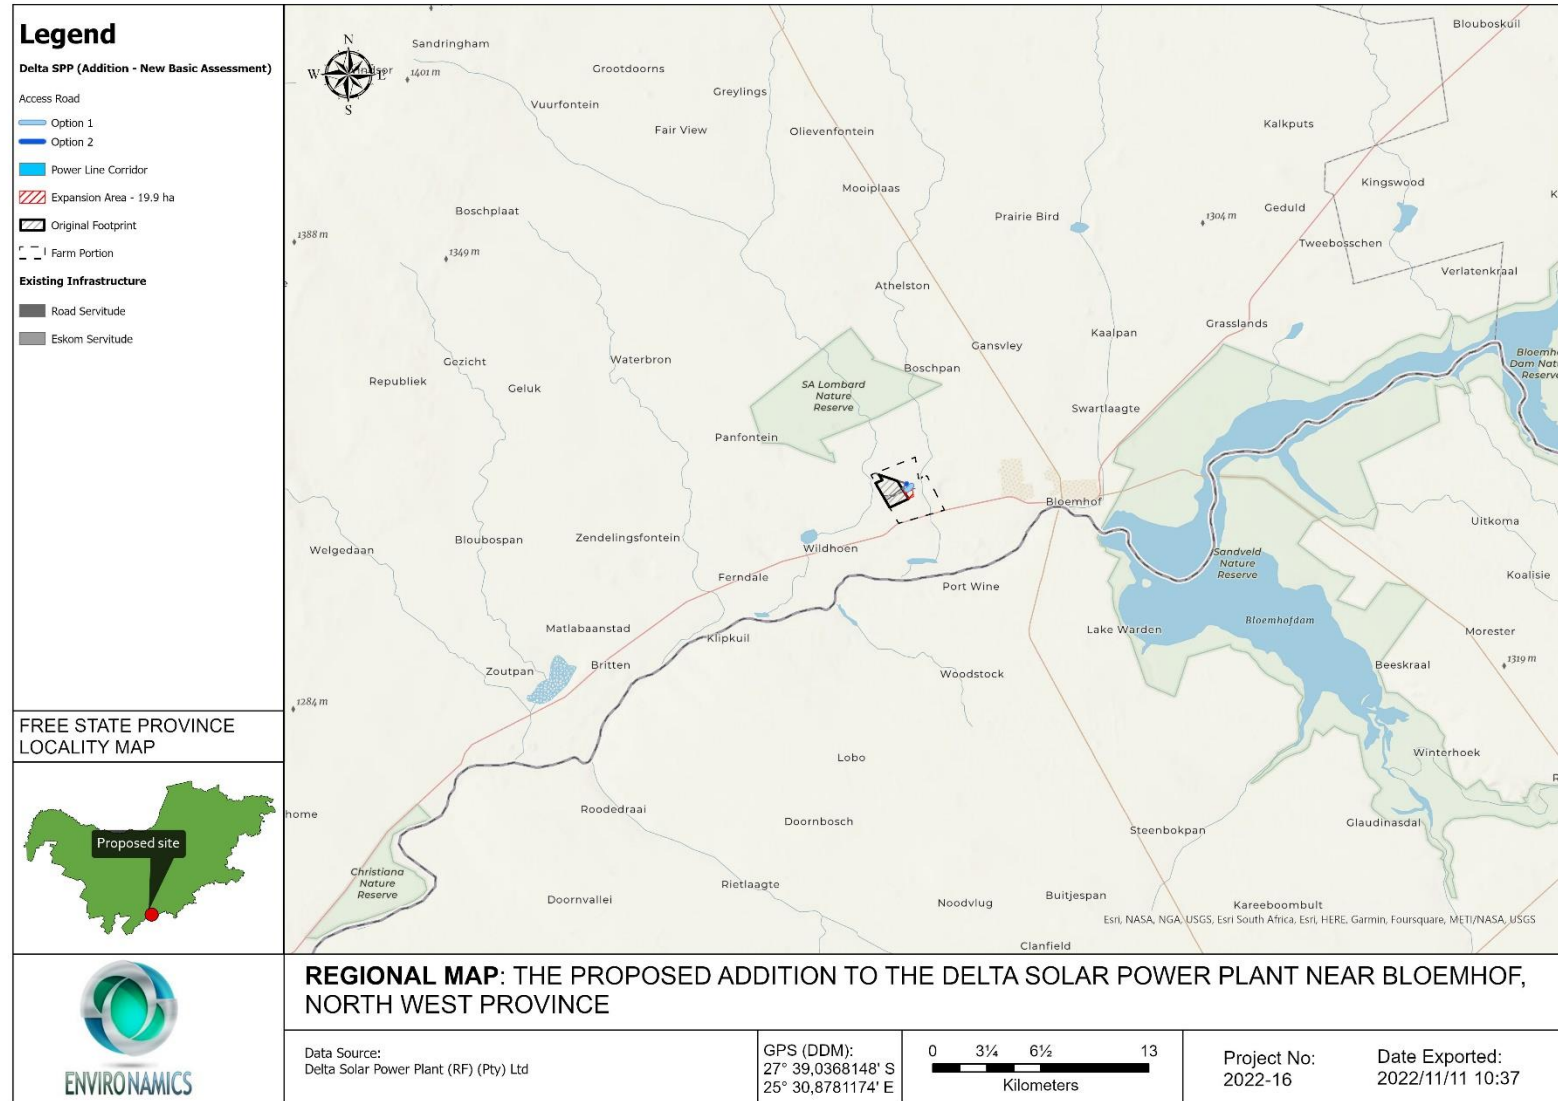 Legend
Delta SPP (Addition - New Basic Assessment)
Access Road
Option 1
Option 2
Power Line Corridor
Expansion Area - 19.9 ha
Original Footprint
Farm Portion
Existing Infrastructure
Road Servitude
Eskom Servitude
FREE STATE PROVINCE
LOCALITY MAP
Proposed site
ENVIRONAMICS
N
W
E
S
Sandringham
1401 m
Grootdoorns
Greylings
Vuurfontein
Fair View
Olievenfontein
Blouboskuil
Kalkputs
Mooiplaas
Kingswood
K
Boschplaat
Prairie Bird
1304 m
Geduld
1388 m
1349 m
Tweebosschen
Verlatenkraal
Athelston
Grasslands
Kaalpan
Gansvley
Gezicht
Waterbron
Boschpan
Republiek
Geluk
SA Lombard
Nature
Reserve
Bloemho
Dam Natu
Reserve
Swartlaagte
Panfontein
Bloemhof
Uitkoma
Welgedaan
Bloubospan
Zendelingsfontein
Wildhoen
Sandveld
Nature
Reserve
Ferndale
Port Wine
Koalisie
Matlabaanstad
Klipkuil
Lake Warden
Bloemhofdam
Morester
Zoutpan
Britten
Woodstock
Beeskraal
1319 m
1284 m
Lobo
Winterhoek
home
Roodedraai
Doornbosch
Steenbokpan
Glaudinasdal
Christiana
Nature
Reserve
Rietlaagte
Doornvallei
Noodvlug
Buitjespan
Kareeboombult
Esri, NASA, NGA, USGS, Esri South Africa, Esri, HERE, Garmin, Foursquare, METI/NASA, USGS
Clanfield
REGIONAL MAP: THE PROPOSED ADDITION TO THE DELTA SOLAR POWER PLANT NEAR BLOEMHOF,
NORTH WEST PROVINCE
Data Source:
Delta Solar Power Plant (RF) (Pty) Ltd
GPS (DDM):
27° 39,0368148' S
25° 30,8781174' E
0 3¼ 6½ 13
Kilometers
Project No:
2022-16
Date Exported:
2022/11/11 10:37